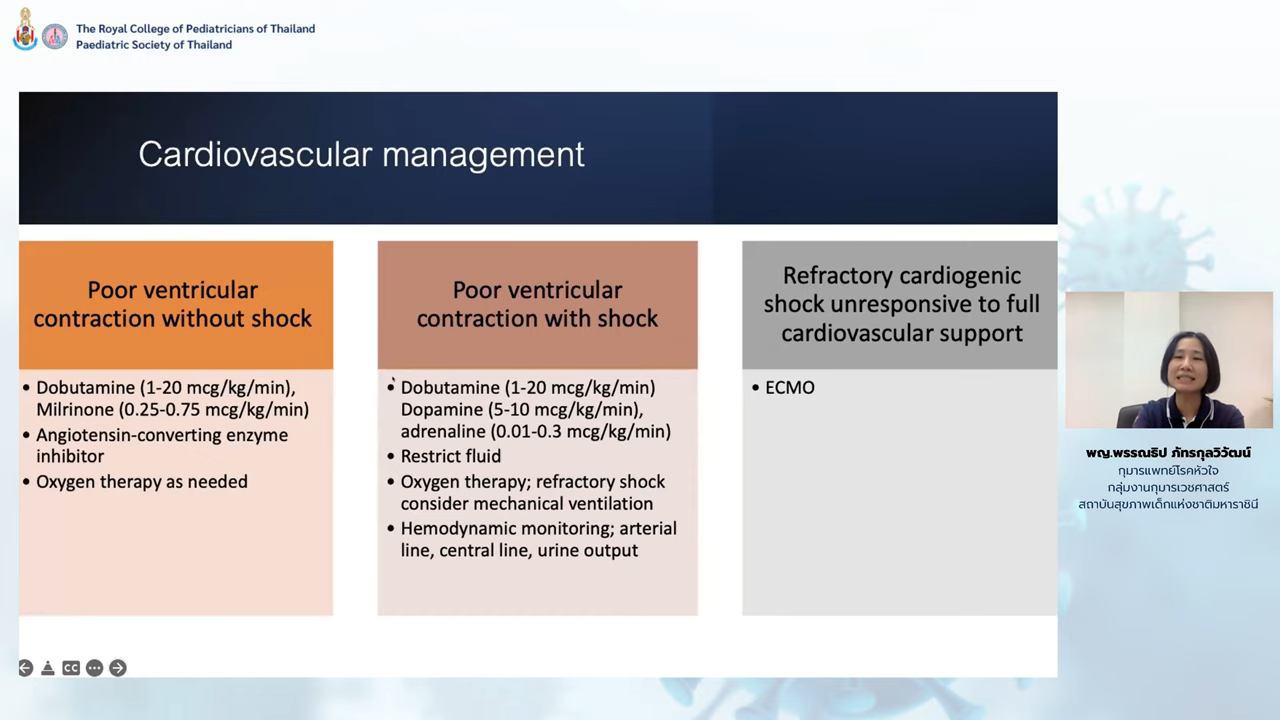 The Royal College of Pediatricians of Thailand
Paediatric Society of Thailand
Cardiovascular management
Poor ventricular
contraction without shock
• Dobutamine (1-20 mcg/kg/min),
Milrinone (0.25-0.75 mcg/kg/min)
• Angiotensin-converting enzyme
inhibitor
• Oxygen therapy as needed
Poor ventricular
contraction with shock
• Dobutamine (1-20 mcg/kg/min)
Dopamine (5-10 mcg/kg/min),
adrenaline (0.01-0.3 mcg/kg/min)
• Restrict fluid
• Oxygen therapy; refractory shock
consider mechanical ventilation
• Hemodynamic monitoring; arterial
line, central line, urine output
Refractory cardiogenic
shock unresponsive to full
cardiovascular support
• ECMO
พญ.พรรณธิป ภัทรกุลวิวัฒน์
กุมารแพทย์โรคหัวใจ
กลุ่มงานกุมารเวชศาสตร์
สถาบันสุขภาพเด็กแห่งชาติมหาราชินี
CC